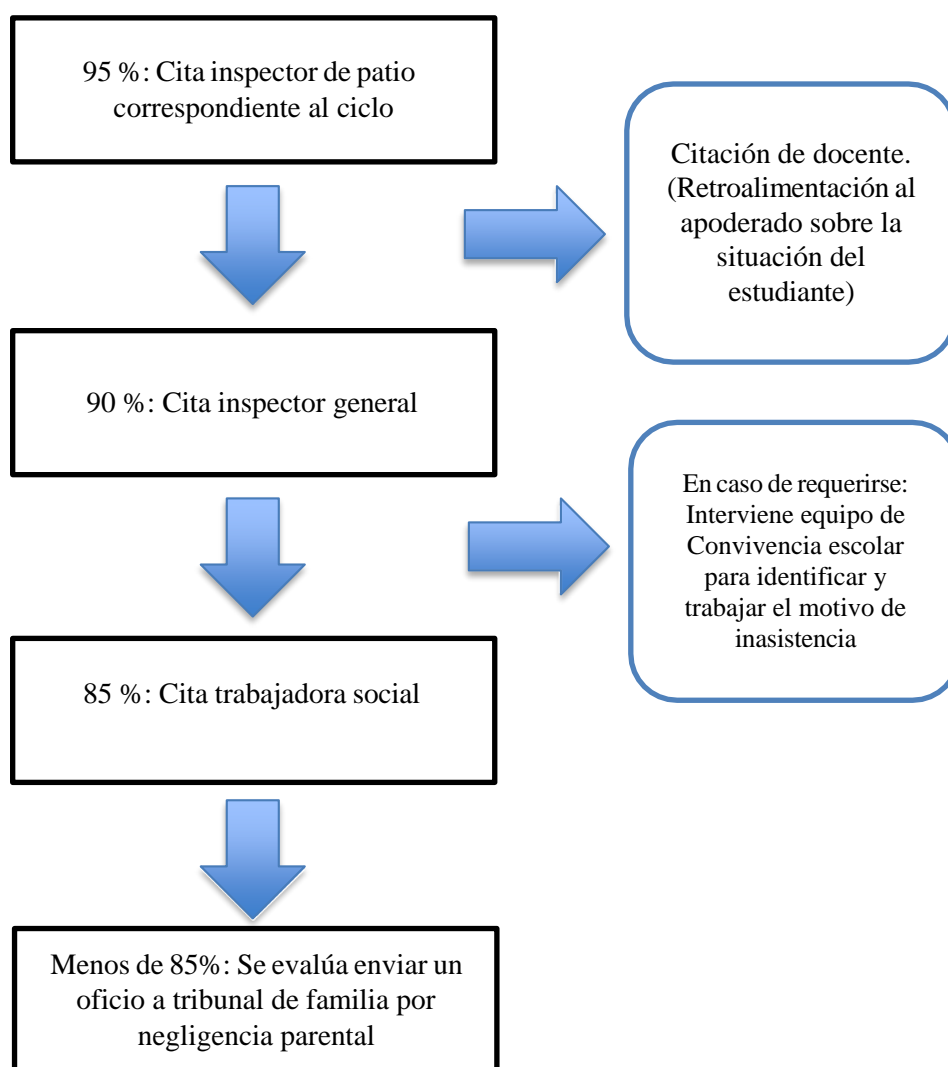 95 %: Cita inspector de patio
correspondiente al ciclo
Citación de docente.
(Retroalimentación al
apoderado sobre la
situación del
estudiante)
90 %: Cita inspector general
En caso de requerirse:
Interviene equipo de
Convivencia escolar
para identificar y
trabajar el motivo de
inasistencia
85 %: Cita trabajadora social
Menos de 85%: Se evalúa enviar un
oficio a tribunal de familia por
negligencia parental